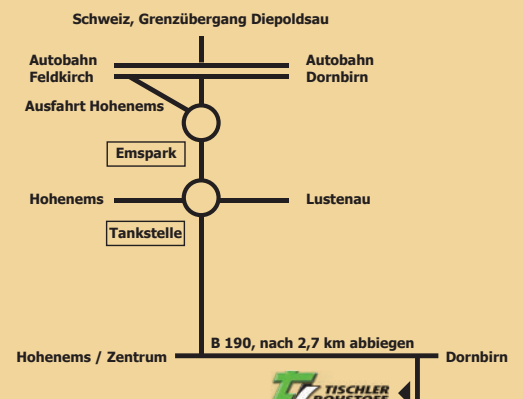 Schweiz, Grenzübergang Diepoldsau
Autobahn
Feldkirch
Autobahn
Dornbirn
Ausfahrt Hohenems
Emspark
Hohenems
Lustenau
Tankstelle
B 190, nach 2,7 km abbiegen
Hohenems / Zentrum
Dornbirn
TISCHLER
ROHSTOFF